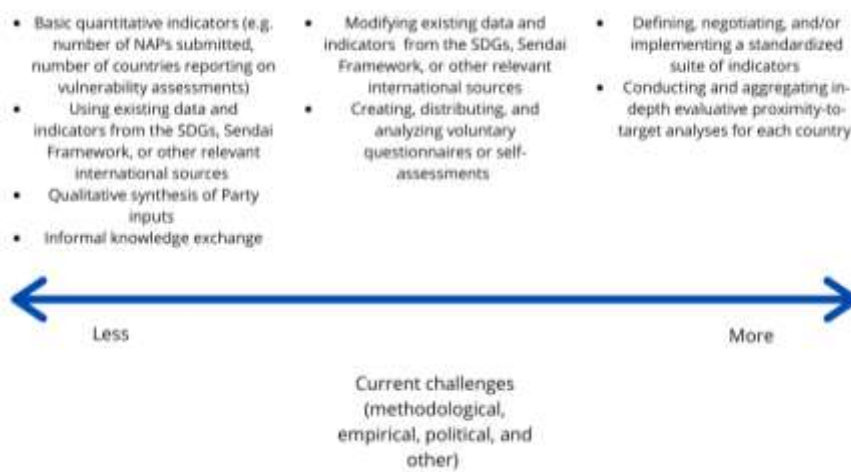 • Basic quantitative indicators (e.g.
number of NAPs submitted,
number of countries reporting on
vulnerability assessments)
• Using existing data and
indicators from the SDGs, Sendai
Framework, or other relevant
international sources
• Qualitative synthesis of Party
inputs
• Informal knowledge exchange
• Modifying existing data and
indicators from the SDGs, Sendai
Framework, or other relevant
international sources
• Creating, distributing, and
analyzing voluntary
questionnaires or self-
assessments
• Defining, negotiating, and/or
implementing a standardized
suite of indicators
• Conducting and aggregating in-
depth evaluative proximity-to-
target analyses for each country
Less
More
Current challenges
(methodological,
empirical, political, and
other)